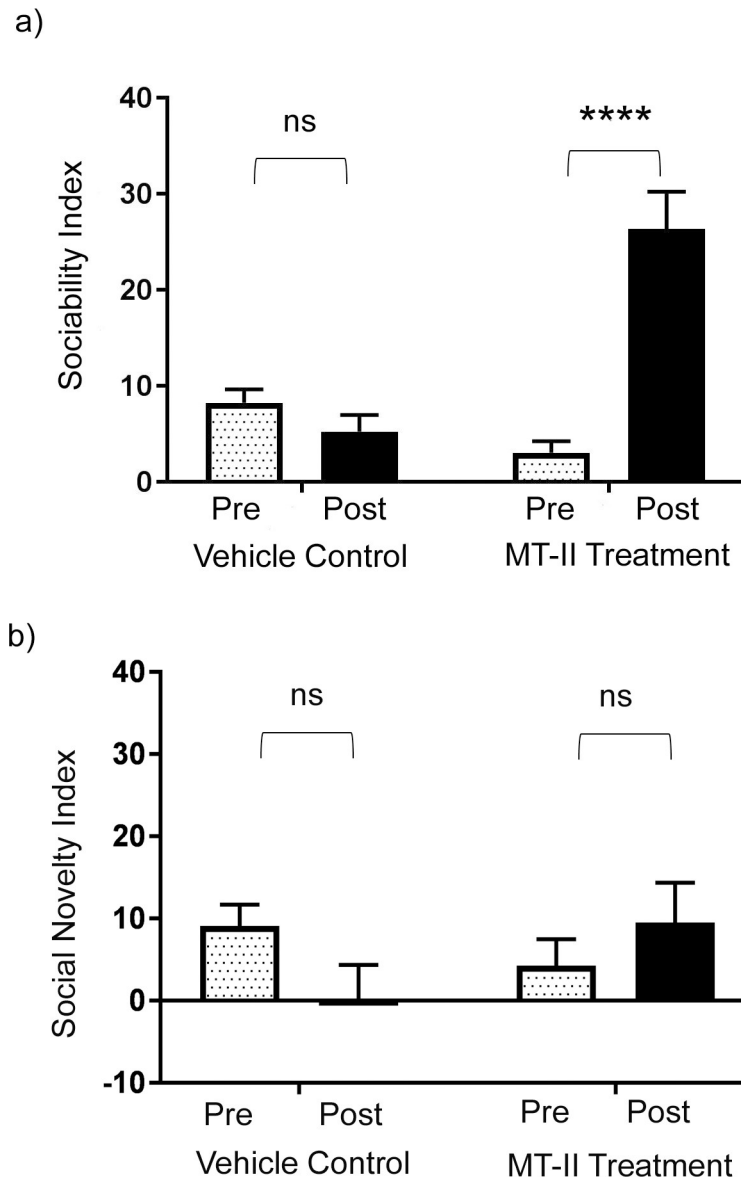 a)
Sociability Index
40
30
20
10
0
ns
****
Pre Post Pre Post
Vehicle Control MT-II Treatment
b)
Social Novelty Index
40
30
20
10
0
-10
ns ns
Pre Post Pre Post
Vehicle Control MT-II Treatment